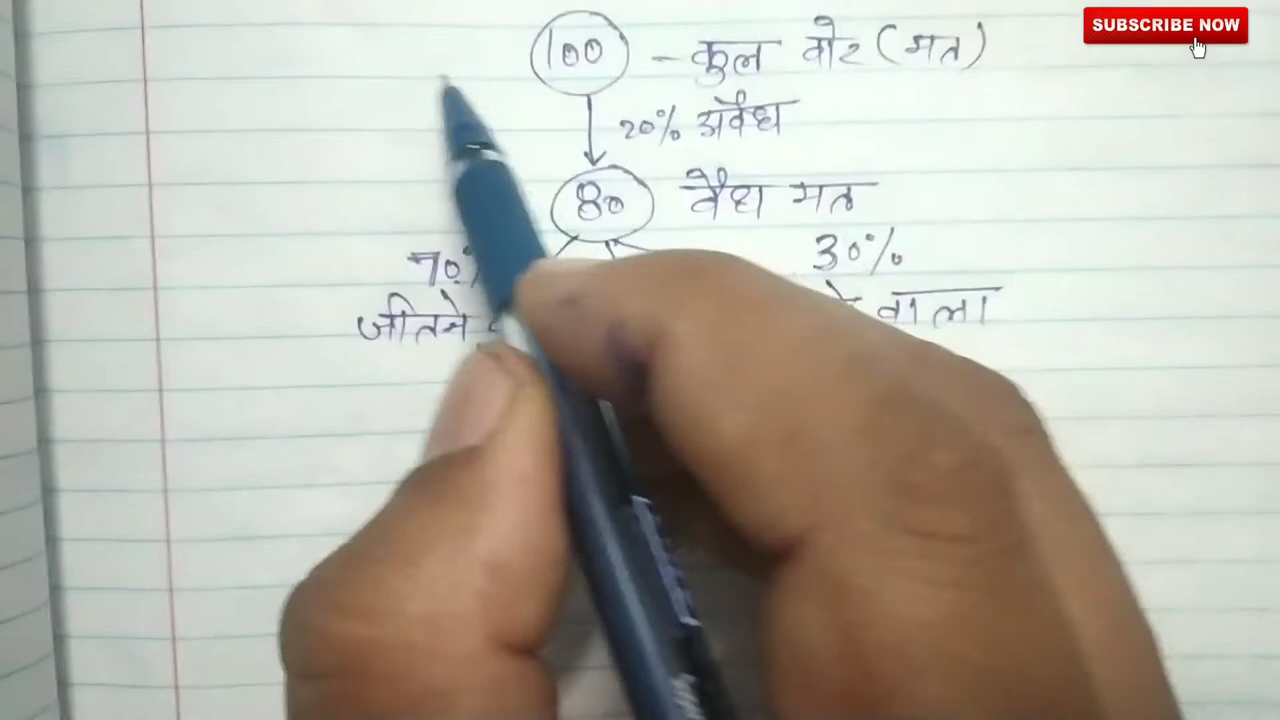 SUBSCRIBE NOW
100 - कुल वोट (मत)
20% अवैध
80 वैध मत
70% 30%
जीतने वाला